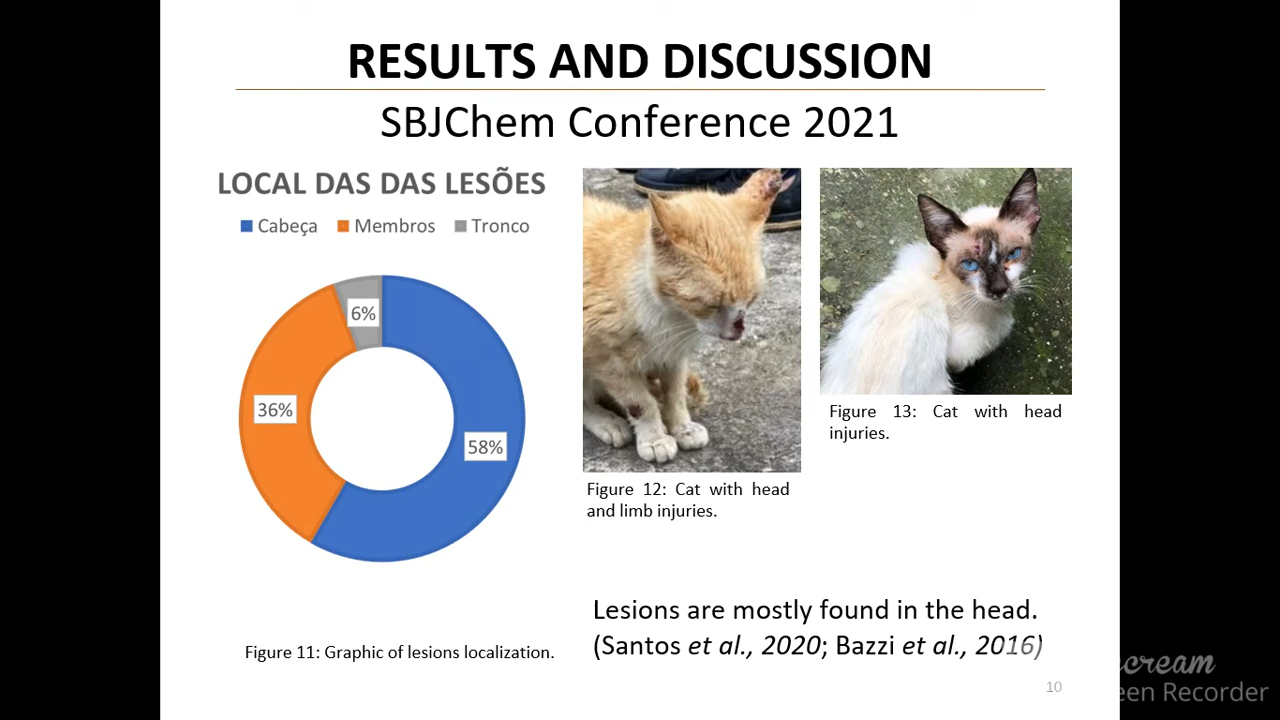 RESULTS AND DISCUSSION
SBJChem Conference 2021
LOCAL DAS DAS LESÕES
Cabeça Membros Tronco
6%
36%
58%
Figure 11: Graphic of lesions localization.
Figure 12: Cat with head
and limb injuries.
Figure 13: Cat with head
injuries.
Lesions are mostly found in the head.
(Santos et al., 2020; Bazzi et al., 2016)
10
cream
een Recorder